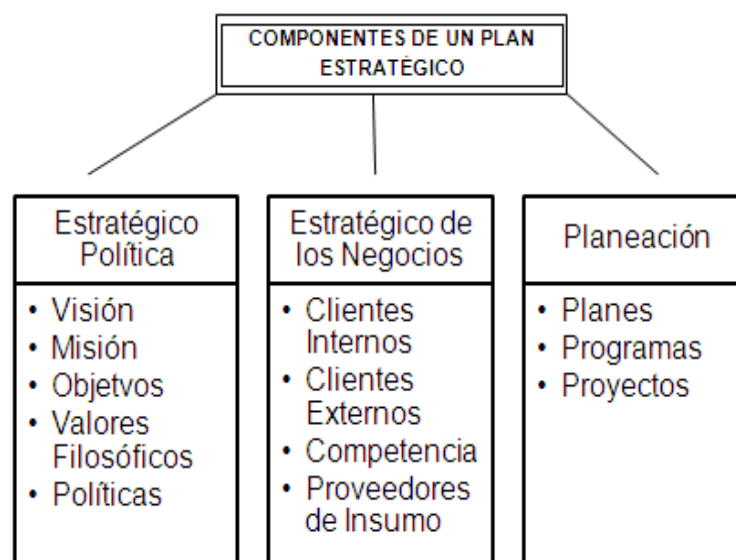 COMPONENTES DE UN PLAN
ESTRATÉGICO
Estratégico
Política
• Visión
• Misión
• Objetvos
• Valores
Filosóficos
• Políticas
Estratégico de
los Negocios
• Clientes
Internos
• Clientes
Externos
• Competencia
• Proveedores
de Insumo
Planeación
• Planes
• Programas
• Proyectos